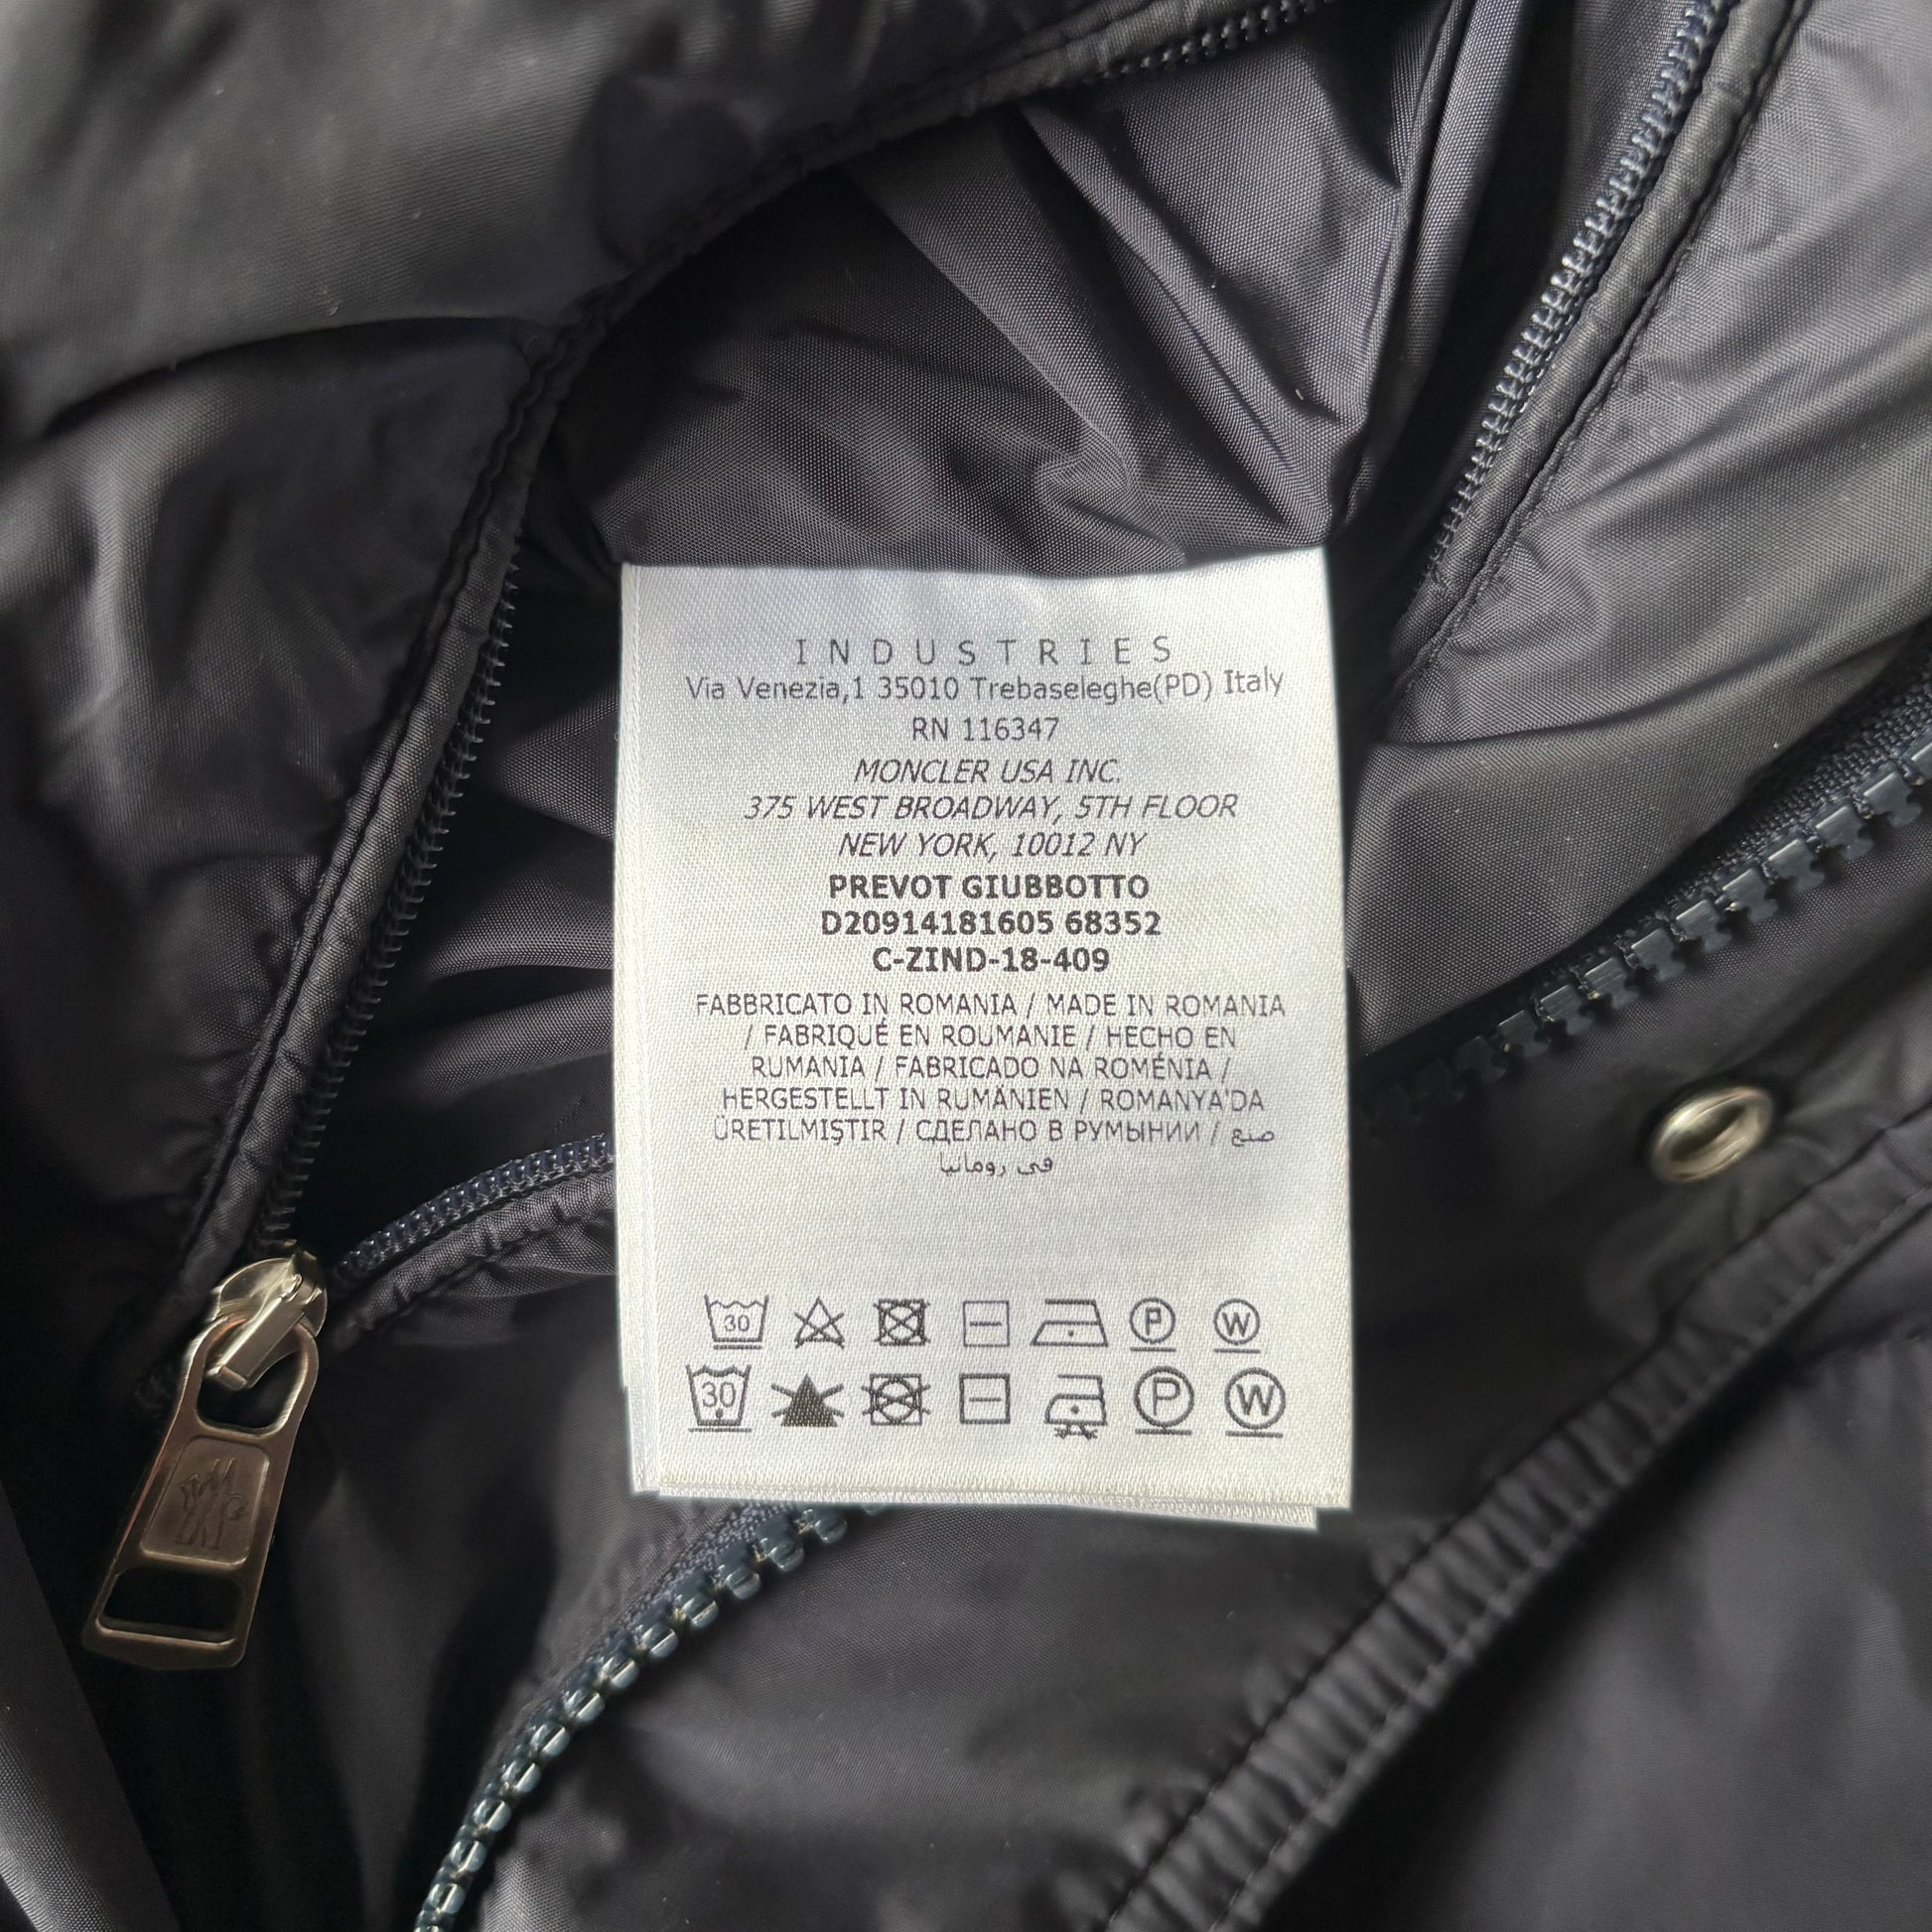 INDUSTRIES
Via Venezia,1 35010 Trebaseleghe(PD) Italy
RN 116347
MONCLER USA INC.
375 WEST BROADWAY, 5TH FLOOR
NEW YORK, 10012 NY
PREVOT GIUBBOTTO
D20914181605 68352
C-ZIND-18-409
FABBRICATO IN ROMANIA / MADE IN ROMANIA
/ FABRIQUÉ EN ROUMANIE / HECHO EN
RUMANIA / FABRICADO NA ROMÉNIA /
HERGESTELLT IN RUMÄNIEN / ROMANYA'DA
ÜRETILMIŞTIR / СДЕЛАНО В РУМЫНИИ / صنع
في رومانيا
30 P W
30 P W